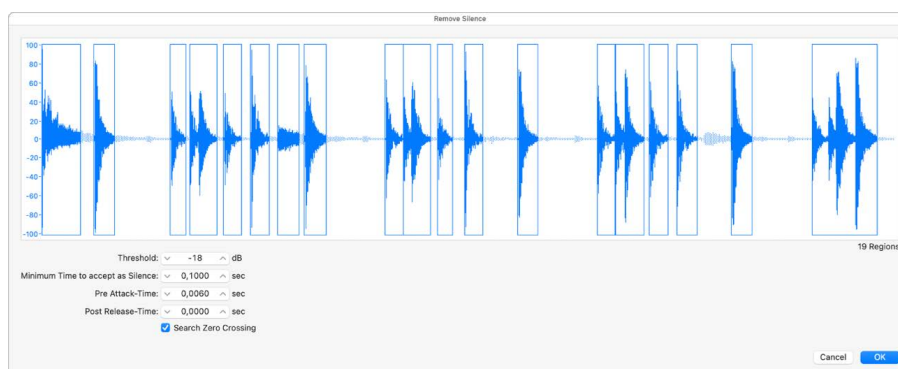 Remove Silence
100
80
60
40
20
0
-20
-40
-60
-80
-100
19 Regions
Threshold: -18 dB
Minimum Time to accept as Silence: 0,1000 sec
Pre Attack-Time: 0,0060 sec
Post Release-Time: 0,0000 sec
Search Zero Crossing
Cancel OK